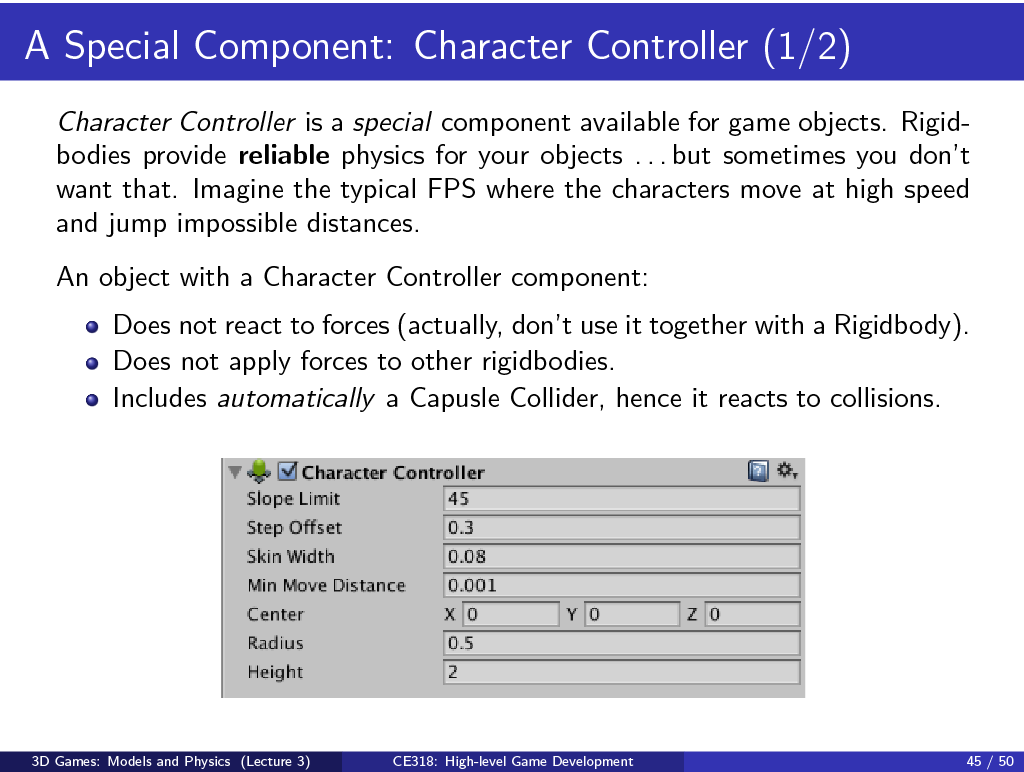 A Special Component: Character Controller (1/2)
Character Controller is a special component available for game objects. Rigid-
bodies provide reliable physics for your objects . . . but sometimes you don't
want that. Imagine the typical FPS where the characters move at high speed
and jump impossible distances.
An object with a Character Controller component:
Does not react to forces (actually, don't use it together with a Rigidbody).
Does not apply forces to other rigidbodies.
Includes automatically a Capusle Collider, hence it reacts to collisions.
Character Controller
Slope Limit 45
Step Offset 0.3
Skin Width 0.08
Min Move Distance 0.001
Center X 0 Y 0 Z 0
Radius 0.5
Height 2
3D Games: Models and Physics (Lecture 3) CE318: High-level Game Development 45 / 50